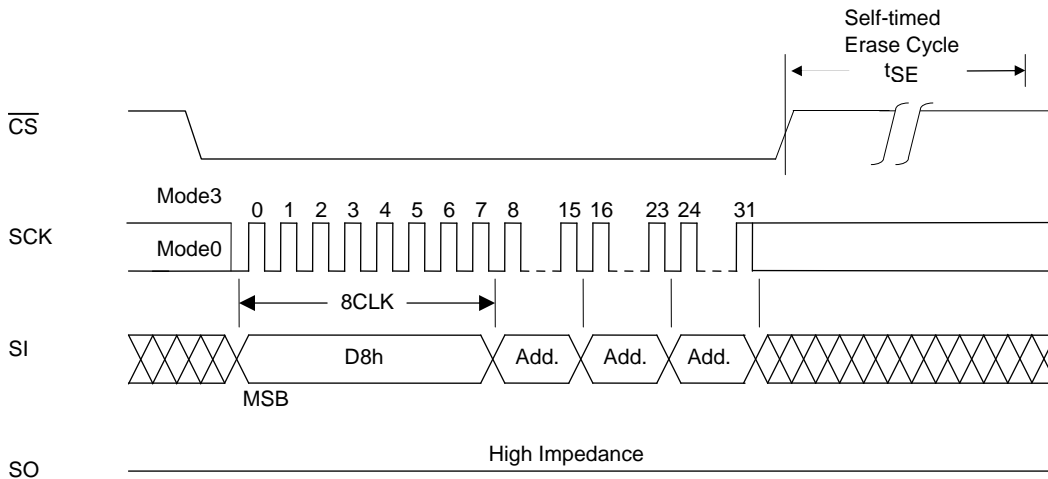 Self-timed
Erase Cycle
tSE
CS
Mode3
SCK
Mode0
0 1 2 3 4 5 6 7 8 15 16 23 24 31
8CLK
SI
D8h Add. Add. Add.
MSB
High Impedance
SO